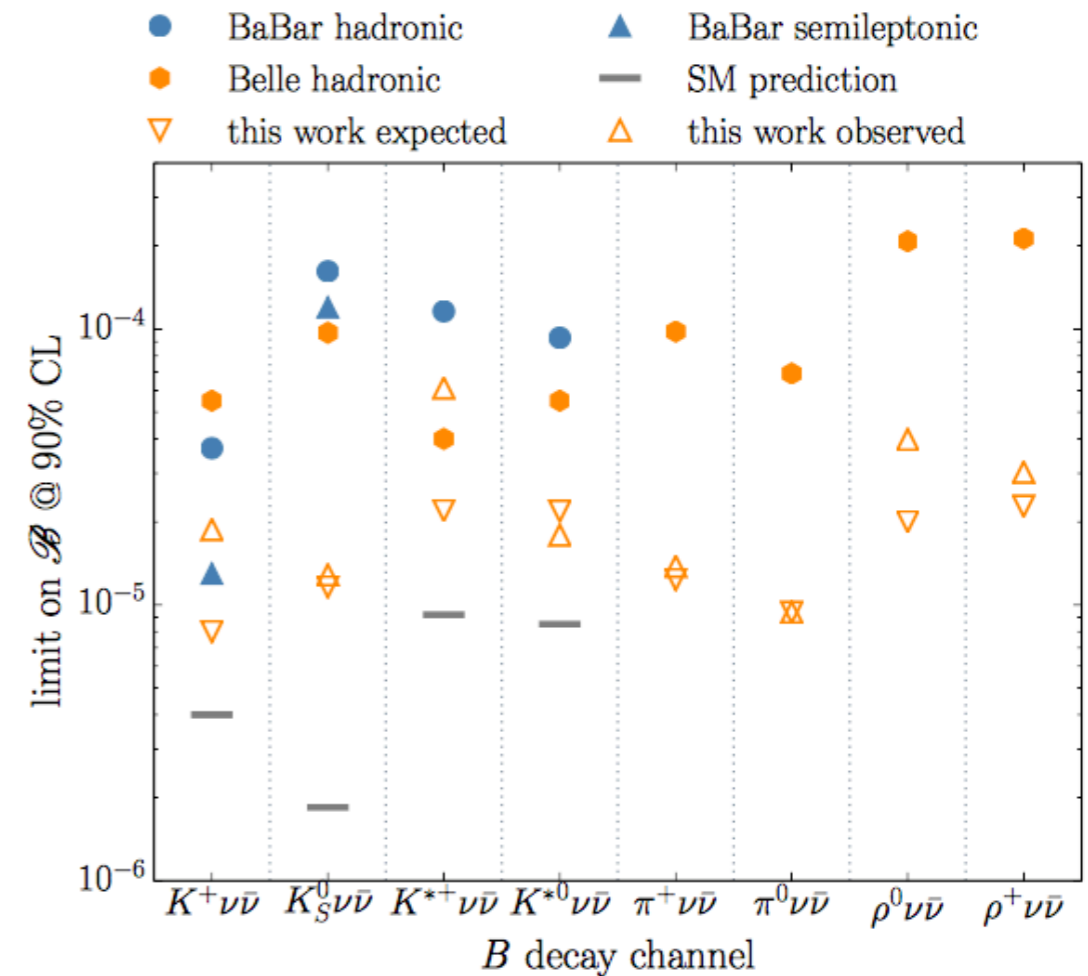 BaBar hadronic
BaBar semileptonic
Belle hadronic
SM prediction
this work expected
this work observed
limit on ℬ @ 90% CL
10⁻⁴
10⁻⁵
10⁻⁶
K⁺νν̄
K⁰_Sνν̄
K*⁺νν̄
K*⁰νν̄
π⁺νν̄
π⁰νν̄
ρ⁰νν̄
ρ⁺νν̄
B decay channel